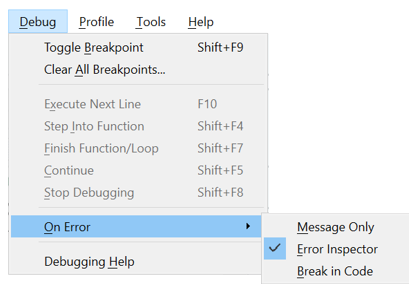 Debug Profile Tools Help
Toggle Breakpoint Shift+F9
Clear All Breakpoints...
Execute Next Line F10
Step Into Function Shift+F4
Finish Function/Loop Shift+F7
Continue Shift+F5
Stop Debugging Shift+F8
On Error Message Only
Error Inspector
Debugging Help Break in Code